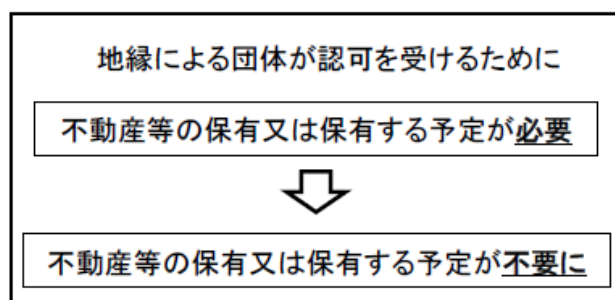 地縁による団体が認可を受けるために
不動産等の保有又は保有する予定が必要
不動産等の保有又は保有する予定が不要に